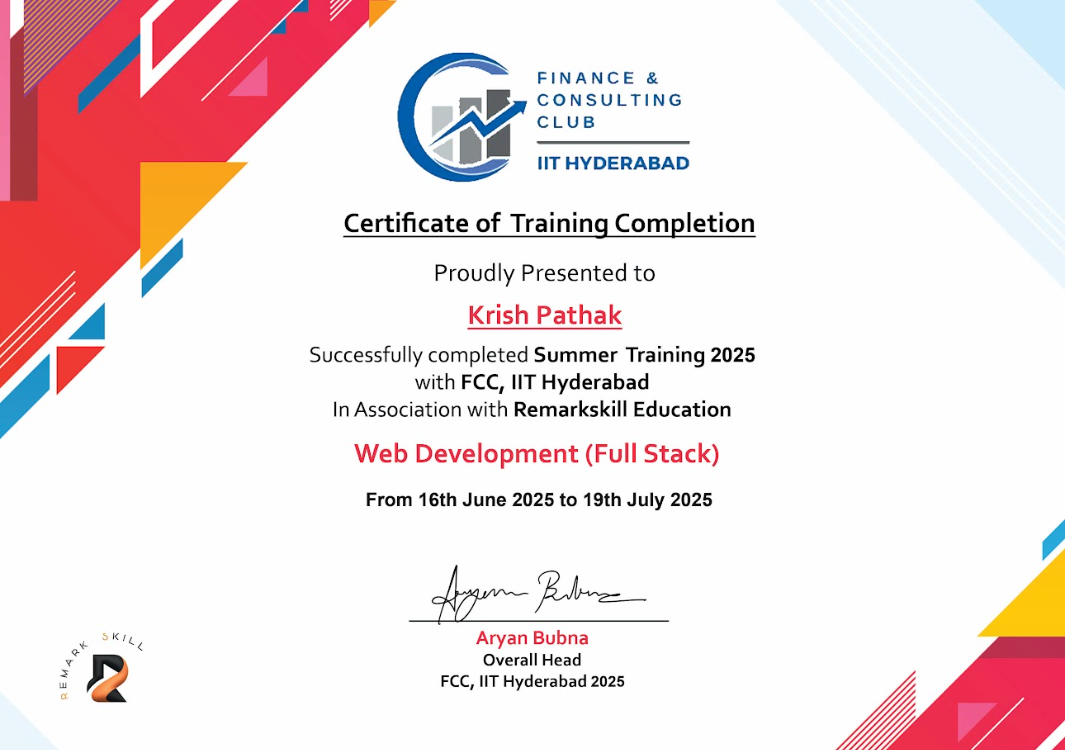 FINANCE &
CONSULTING
CLUB
IIT HYDERABAD
Certificate of Training Completion
Proudly Presented to
Krish Pathak
Successfully completed Summer Training 2025
with FCC, IIT Hyderabad
In Association with Remarkskill Education
Web Development (Full Stack)
From 16th June 2025 to 19th July 2025
Aryan Bubna
Aryan Bubna
Overall Head
FCC, IIT Hyderabad 2025
REMARK SKILL